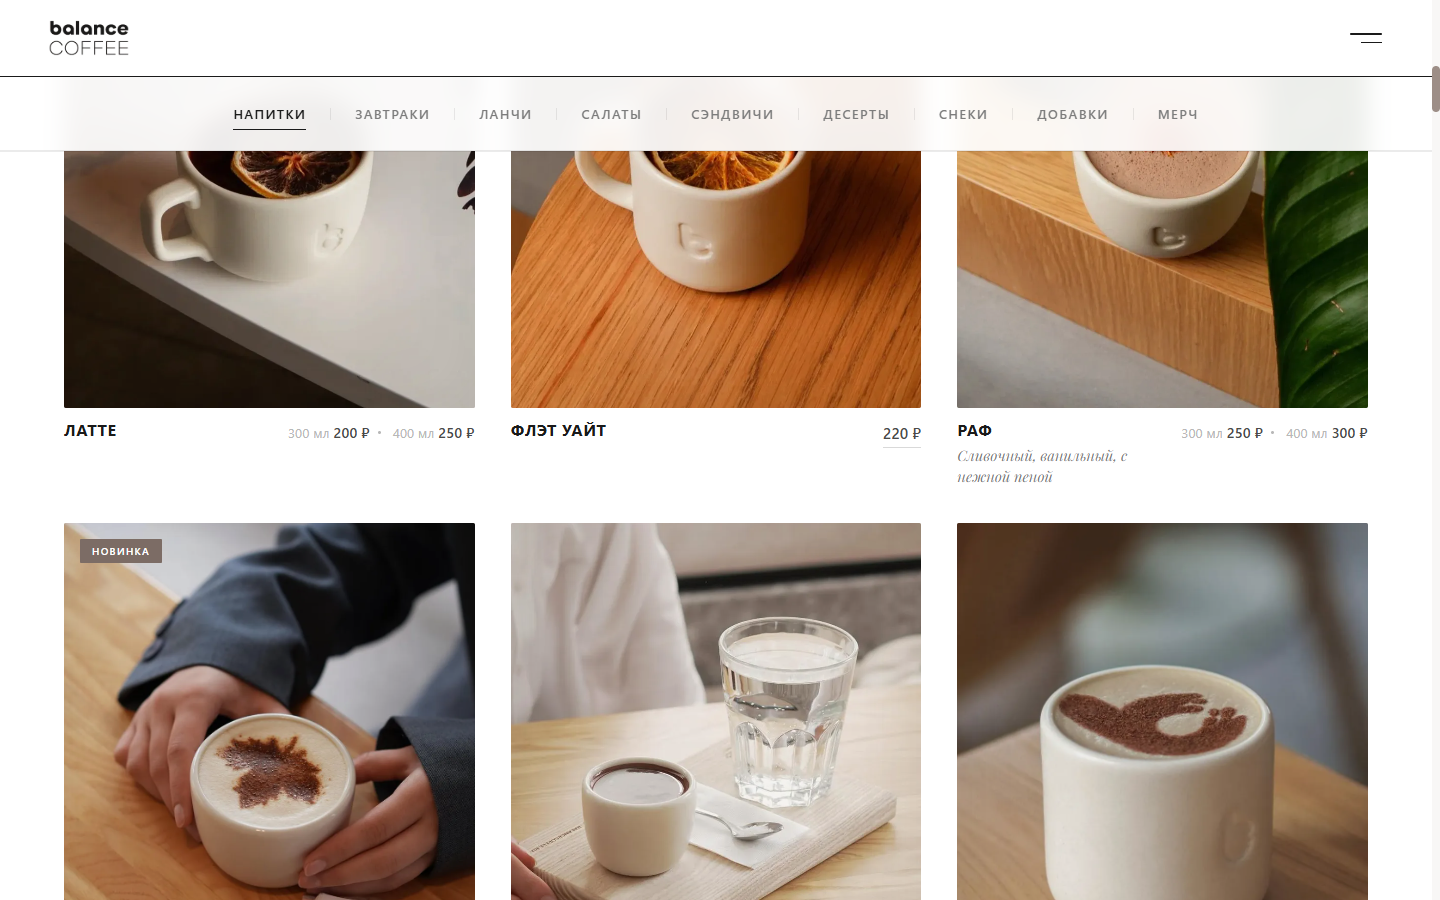 balance
COFFEE
НАПИТКИ ЗАВТРАКИ ЛАНЧИ САЛАТЫ СЭНДВИЧИ ДЕСЕРТЫ СНЕКИ ДОБАВКИ МЕРЧ
ЛАТТЕ 300 мл 200 ₽ • 400 мл 250 ₽
ФЛЭТ УАЙТ 220 ₽
РАФ 300 мл 250 ₽ • 400 мл 300 ₽
Сливочный, ванильный, с
нежной пеной
НОВИНКА